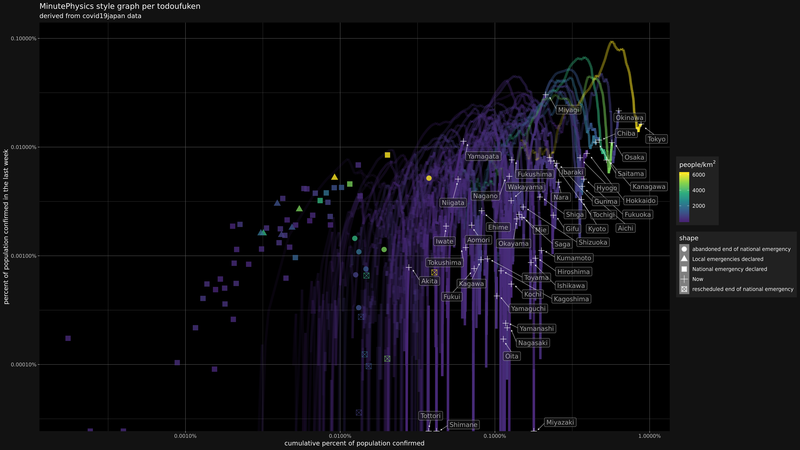 MinutePhysics style graph per todoufuken
derived from covid19japan data
percent of population confirmed in the last week
0.10000%
0.01000%
0.00100%
0.00010%
0.0010%
0.0100%
0.1000%
1.0000%
cumulative percent of population confirmed
Miyagi
Okinawa
Chiba
Tokyo
Yamagata
Osaka
Fukushima
Ibaraki
Saitama
Wakayama
Hyogo
Kanagawa
Nagano
Nara
Gunma
Hokkaido
Niigata
Shiga
Tochigi
Fukuoka
Ehime
Mie
Gifu
Kyoto
Aichi
Iwate
Aomori
Okayama
Saga
Shizuoka
Tokushima
Kumamoto
Hiroshima
Akita
Kagawa
Toyama
Ishikawa
Fukui
Kochi
Kagoshima
Yamaguchi
Yamanashi
Nagasaki
Oita
Tottori
Shimane
Miyazaki
people/km²
6000
4000
2000
shape
abandoned end of national emergency
Local emergencies declared
National emergency declared
Now
rescheduled end of national emergency